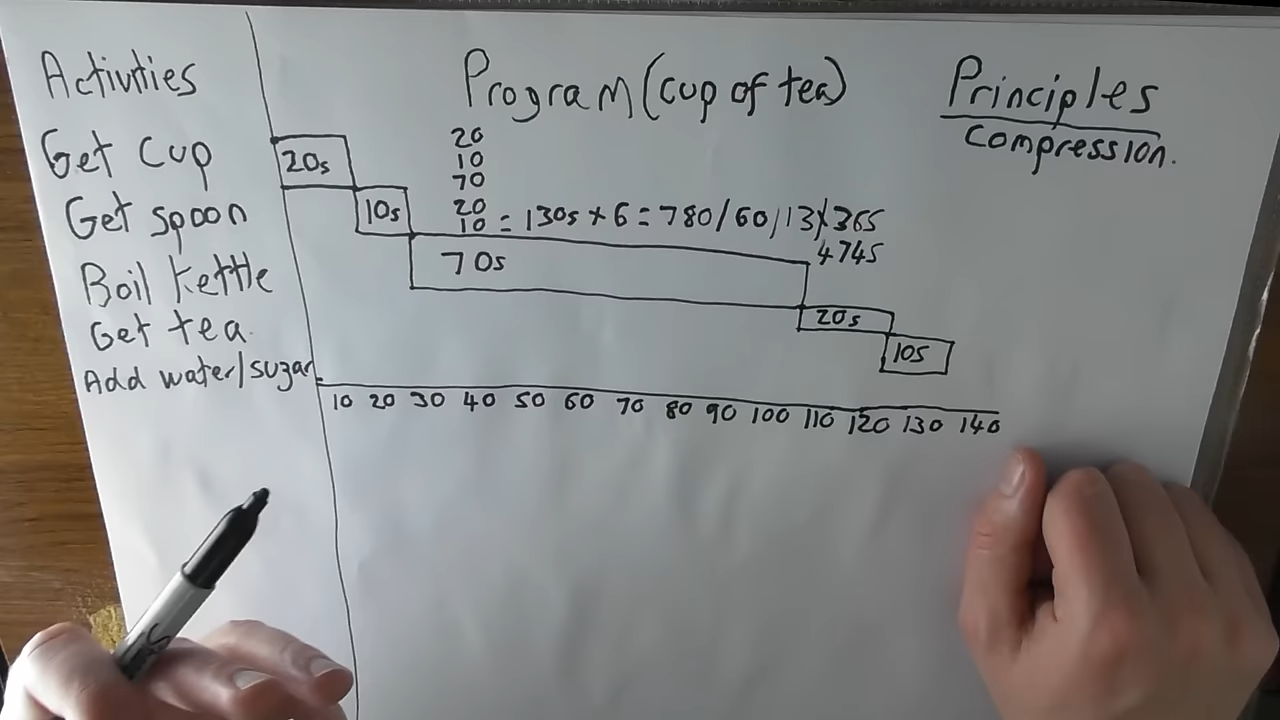 Activties
Program (cup of tea)
Principles
Compression.
Get Cup
Get spoon
Boil kettle
Get tea.
Add water/sugar
20s
10s
70s
20s
10s
20
10
70
20
10 = 130s × 6 = 780/60, 13 × 365
4745
10 20 30 40 50 60 70 80 90 100 110 120 130 140